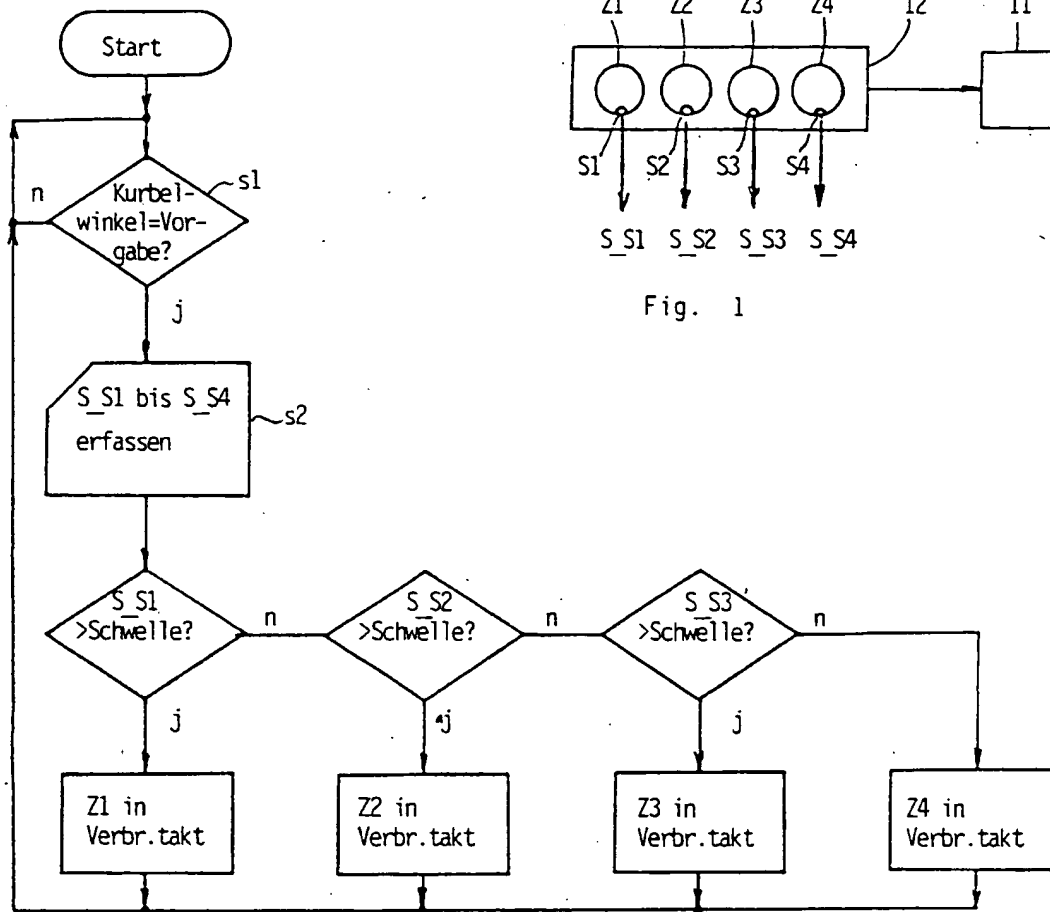 Start
n
Kurbel-
winkel=Vor-
gabe?
s1
j
S_S1 bis S_S4
erfassen
s2
S_S1
>Schwelle?
n
S_S2
>Schwelle?
n
S_S3
>Schwelle?
n
j
j
j
Z1 in
Verbr.takt
Z2 in
Verbr.takt
Z3 in
Verbr.takt
Z4 in
Verbr.takt
Z1 Z2 Z3 Z4 12 11
S1 S2 S3 S4
S_S1 S_S2 S_S3 S_S4
Fig. 1